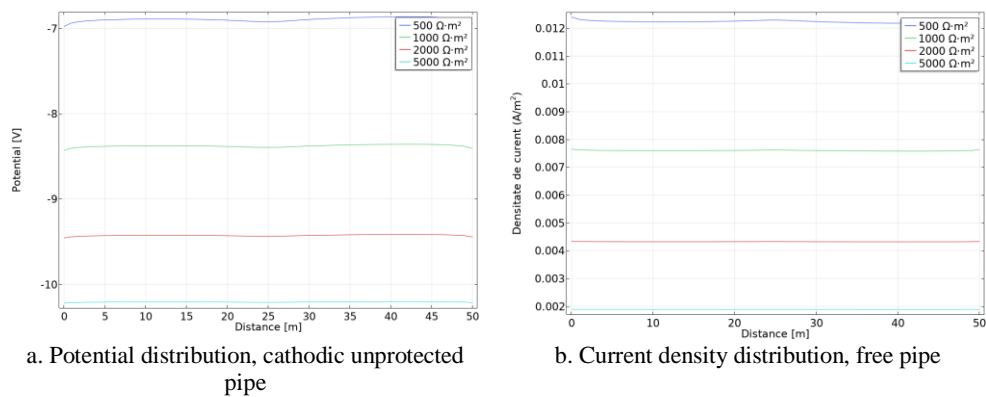 -7
-8
-9
-10
Potential [V]
500 Ω·m²
1000 Ω·m²
2000 Ω·m²
5000 Ω·m²
0 5 10 15 20 25 30 35 40 45 50
Distance [m]
a. Potential distribution, cathodic unprotected
pipe
0.012
0.011
0.01
0.009
0.008
0.007
0.006
0.005
0.004
0.003
0.002
Densitate de curent (A/m²)
500 Ω·m²
1000 Ω·m²
2000 Ω·m²
5000 Ω·m²
0 10 20 30 40 50
Distance [m]
b. Current density distribution, free pipe